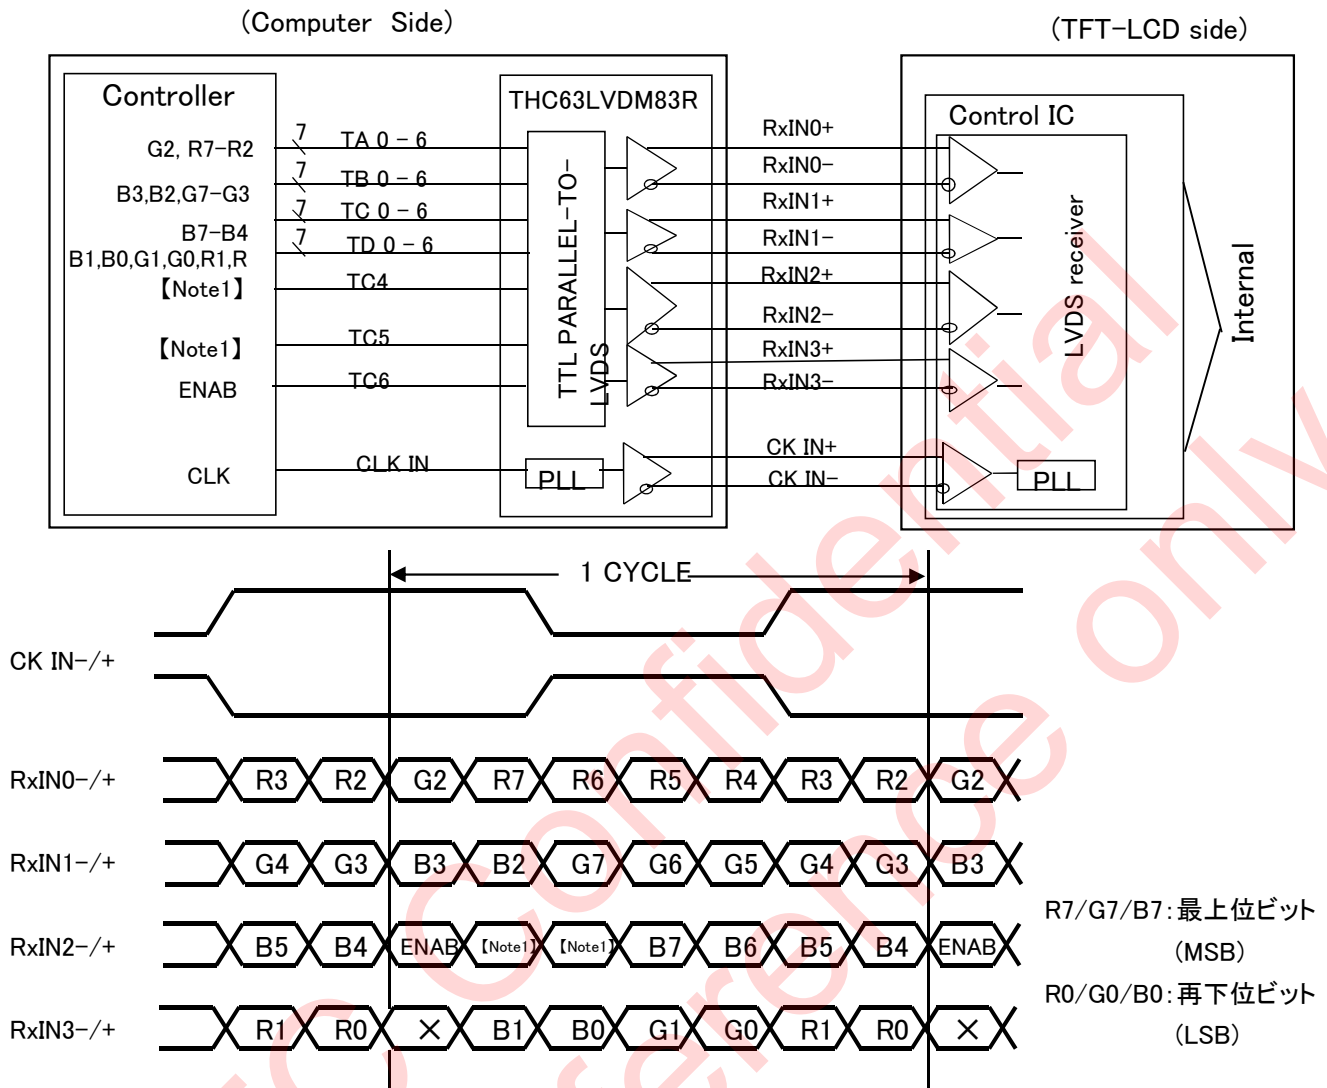 (Computer Side)
(TFT-LCD side)
Controller
THC63LVDM83R
Control IC
G2, R7-R2
7
TA 0 - 6
RxIN0+
RxIN0-
B3,B2,G7-G3
7
TB 0 - 6
RxIN1+
B7-B4
7
TC 0 - 6
RxIN1-
B1,B0,G1,G0,R1,R
7
TD 0 - 6
RxIN2+
【Note1】
TC4
RxIN2-
【Note1】
TC5
RxIN3+
ENAB
TC6
RxIN3-
TTL PARALLEL-TO-
LVDS
LVDS receiver
Internal
CLK
CLK IN
PLL
CK IN+
CK IN-
PLL
1 CYCLE
CK IN-/+
RxIN0-/+ R3 R2 G2 R7 R6 R5 R4 R3 R2 G2
RxIN1-/+ G4 G3 B3 B2 G7 G6 G5 G4 G3 B3
RxIN2-/+ B5 B4 ENAB 【Note1】 【Note1】 B7 B6 B5 B4 ENAB
RxIN3-/+ R1 R0 × B1 B0 G1 G0 R1 R0 ×
R7/G7/B7:最上位ビット
(MSB)
R0/G0/B0:再下位ビット
(LSB)
Confidential
reference only